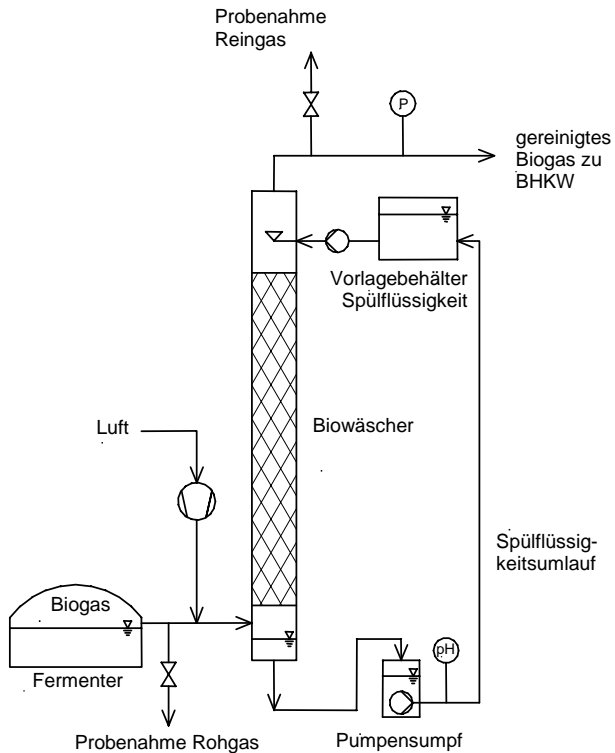 Probenahme
Reingas
P
gereinigtes
Biogas zu
BHKW
Vorlagebehälter
Spülflüssigkeit
Luft
Biowäscher
Spülflüssig-
keitsumlauf
Biogas
pH
Fermenter
Probenahme Rohgas
Pumpensumpf